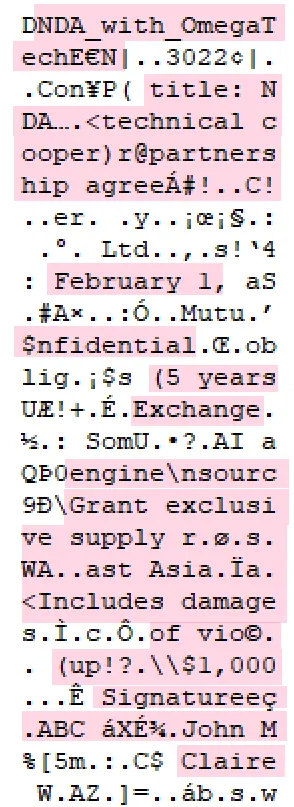 DNDA_with_OmegaT
echE€N|..3022¢|.
.Con¥P( title: N
DA….<technical c
ooper)r@partners
hip agreeÁ#!..C!
..er. .y..¡œ¡§.:
.°. Ltd..,.s!‘4
: February 1, aS
.#A×..:Ó..Mutu.’
$nfidential.Œ.ob
lig.¡$s (5 years
UÆ!+.É.Exchange.
½.: SomU.•?.AI a
QÞ0engine\nsourc
9Ð\Grant exclusi
ve supply r.ø.s.
WA..ast Asia.Ïa.
<Includes damage
s.Ì.c.Ô.of vio©.
. (up!?.\\$1,000
...Ê Signatureeç
.ABC áXÉ¾.John M
%[5m.:.C$ Claire
W.AZ.]=..áb.s.w